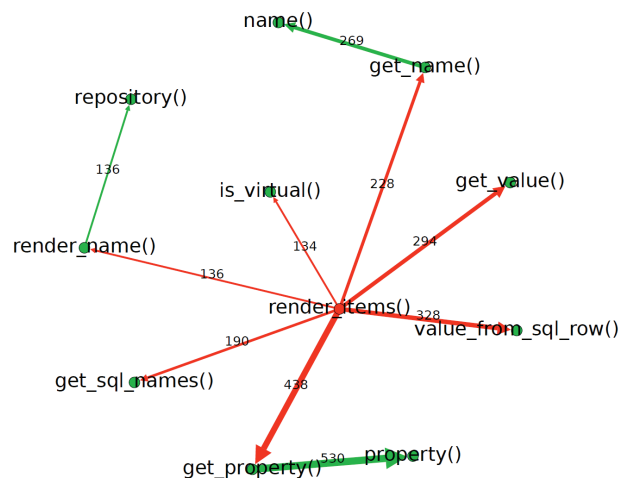 name()
269
get_name()
repository()
136
228
get_value()
is_virtual()
render_name()
134
294
136
render_items()
328
value_from_sql_row()
190
get_sql_names()
438
property()
530
get_property()